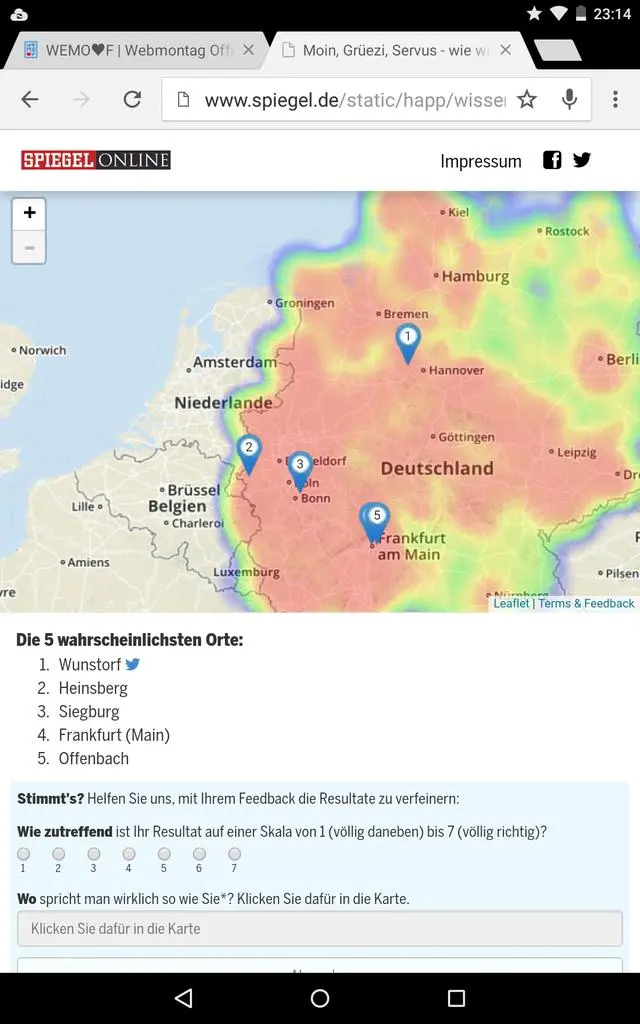 23:14
WEMO♥F | Webmontag Off
Moin, Grüezi, Servus - wie w
www.spiegel.de/static/happ/wisse
SPIEGEL ONLINE
Impressum
+
−
Kiel
Rostock
Hamburg
Groningen
Bremen
1
Norwich
Amsterdam
Hannover
Berli
idge
Niederlande
Göttingen
2
Leipzig
3
eldorf
Deutschland
Köln
Brüssel
Bonn
Lille
Belgien
5
Charleroi
Frankfurt
am Main
Amiens
Luxemburg
Pilsen
Nürnberg
Leaflet | Terms & Feedback
Die 5 wahrscheinlichsten Orte:
1. Wunstorf
2. Heinsberg
3. Siegburg
4. Frankfurt (Main)
5. Offenbach
Stimmt's? Helfen Sie uns, mit Ihrem Feedback die Resultate zu verfeinern:
Wie zutreffend ist Ihr Resultat auf einer Skala von 1 (völlig daneben) bis 7 (völlig richtig)?
1 2 3 4 5 6 7
Wo spricht man wirklich so wie Sie*? Klicken Sie dafür in die Karte.
Klicken Sie dafür in die Karte